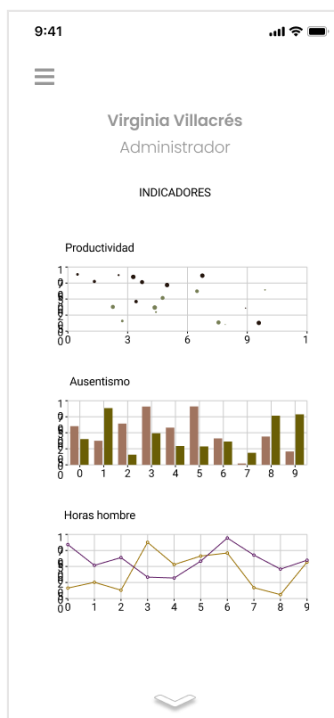 9:41
Virginia Villacrés
Administrador
INDICADORES
Productividad
0 3 6 9 1
Ausentismo
0 1 2 3 4 5 6 7 8 9
Horas hombre
0 1 2 3 4 5 6 7 8 9